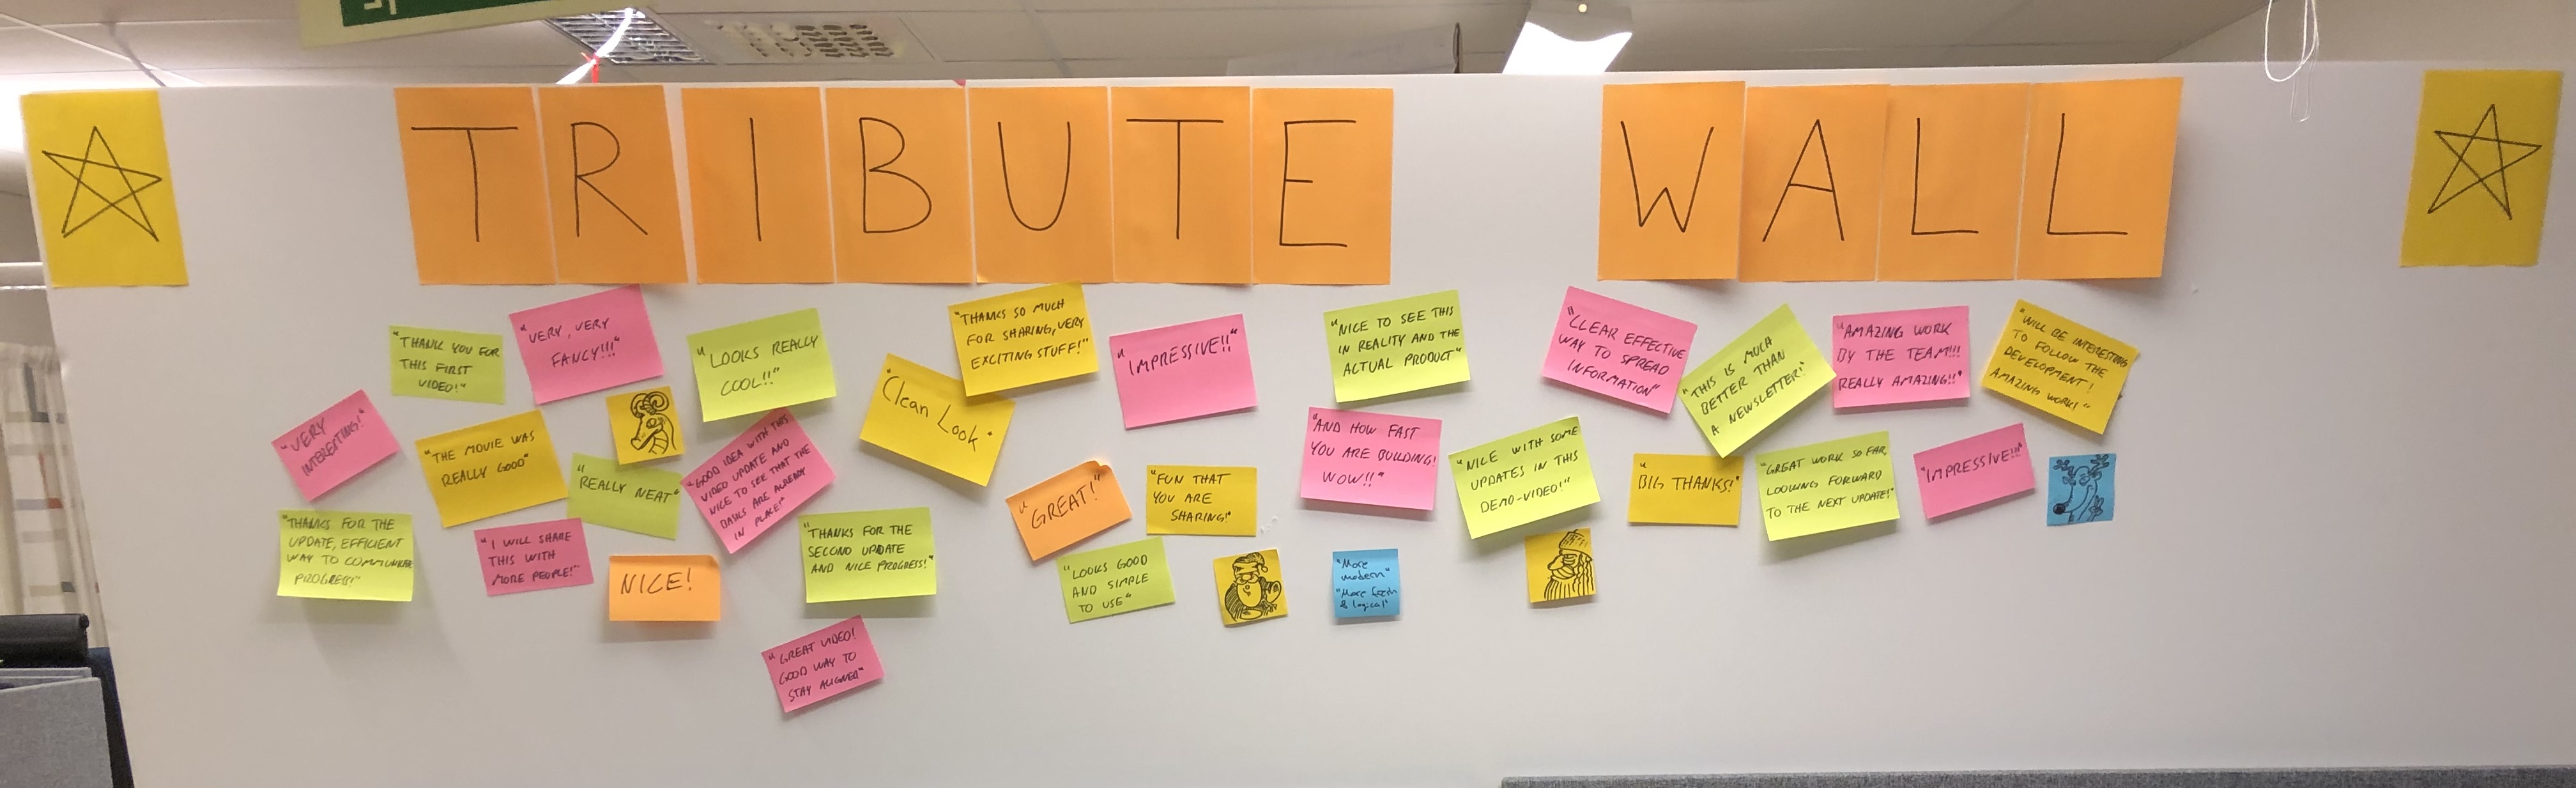 TRIBUTE WALL
"THANK YOU FOR
THIS FIRST
VIDEO!"
"VERY, VERY
FANCY!!!"
"LOOKS REALLY
COOL!!"
"THANKS SO MUCH
FOR SHARING, VERY
EXCITING STUFF!"
"IMPRESSIVE!!"
"NICE TO SEE THIS
IN REALITY AND THE
ACTUAL PRODUCT"
"CLEAR EFFECTIVE
WAY TO SPREAD
INFORMATION"
"THIS IS MUCH
BETTER THAN
A NEWSLETTER!"
"AMAZING WORK
BY THE TEAM!!!
REALLY AMAZING!!"
"WILL BE INTERESTING
TO FOLLOW THE
DEVELOPMENT!
AMAZING WORK!"
"VERY
INTERESTING!"
"THE MOVIE WAS
REALLY GOOD"
"REALLY NEAT"
"GOOD IDEA WITH THIS
VIDEO UPDATE AND
NICE TO SEE THAT THE
BASICS ARE ALREADY
IN PLACE!"
"Clean Look"
"GREAT!"
"FUN THAT
YOU ARE
SHARING!"
"AND HOW FAST
YOU ARE BUILDING!
WOW!!"
"NICE WITH SOME
UPDATES IN THIS
DEMO-VIDEO!"
"BIG THANKS!"
"GREAT WORK SO FAR,
LOOKING FORWARD
TO THE NEXT UPDATE!"
"IMPRESSIVE!!!"
"THANKS FOR THE
UPDATE, EFFICIENT
WAY TO COMMUNICATE
PROGRESS!"
"I WILL SHARE
THIS WITH
MORE PEOPLE!"
NICE!
"THANKS FOR THE
SECOND UPDATE
AND NICE PROGRESS!"
"LOOKS GOOD
AND SIMPLE
TO USE"
"More
modern"
"More fresh
& logical"
"GREAT VIDEO!
GOOD WAY TO
STAY ALIGNED"